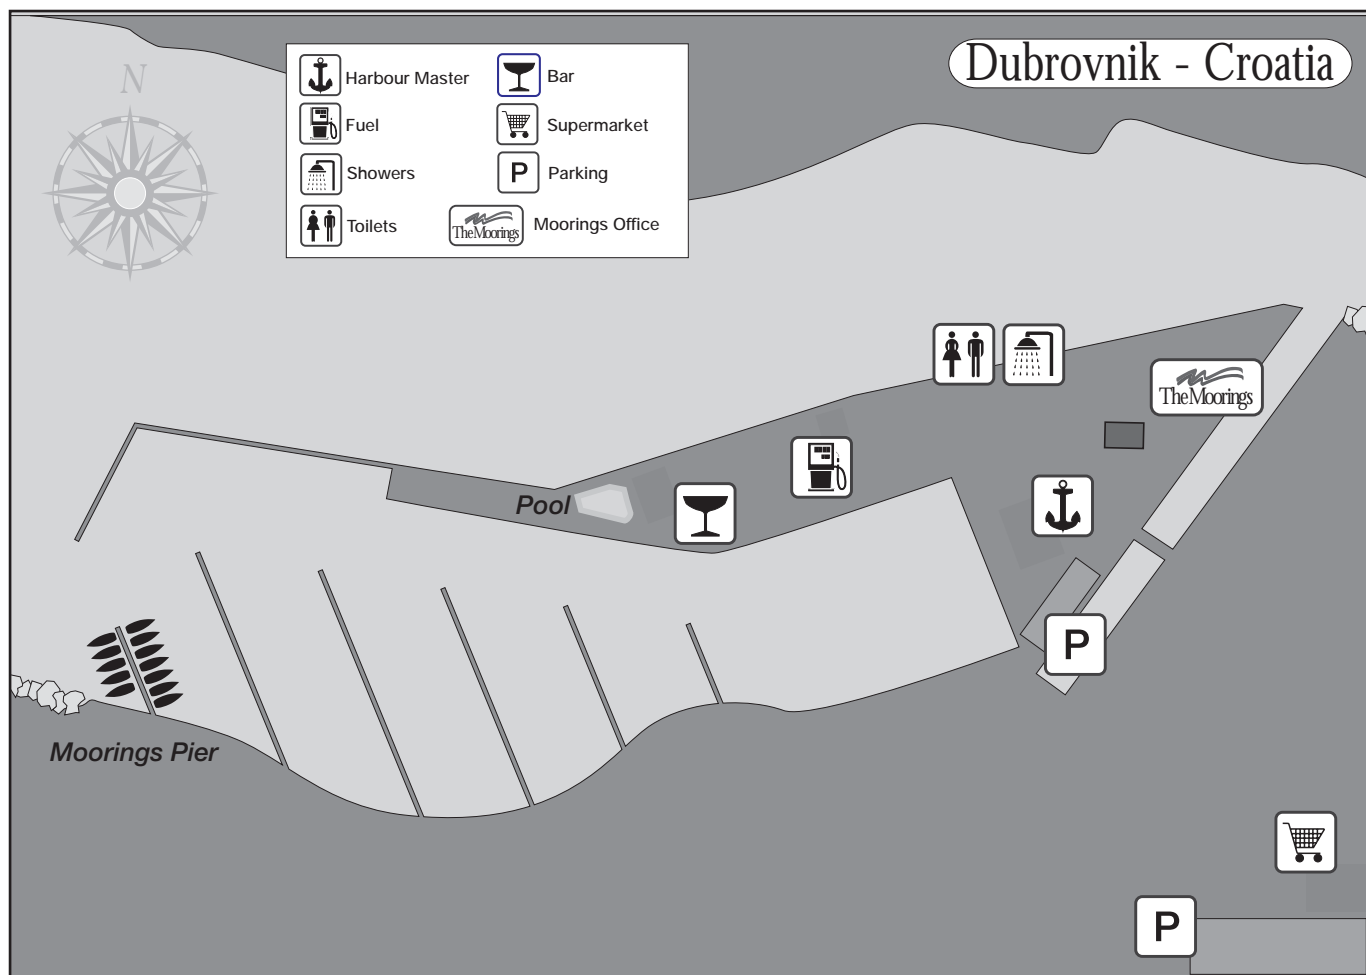 Dubrovnik - Croatia
N
Harbour Master
Bar
Fuel
Supermarket
Showers
P Parking
Toilets
The Moorings Moorings Office
The Moorings
Pool
P
Moorings Pier
P